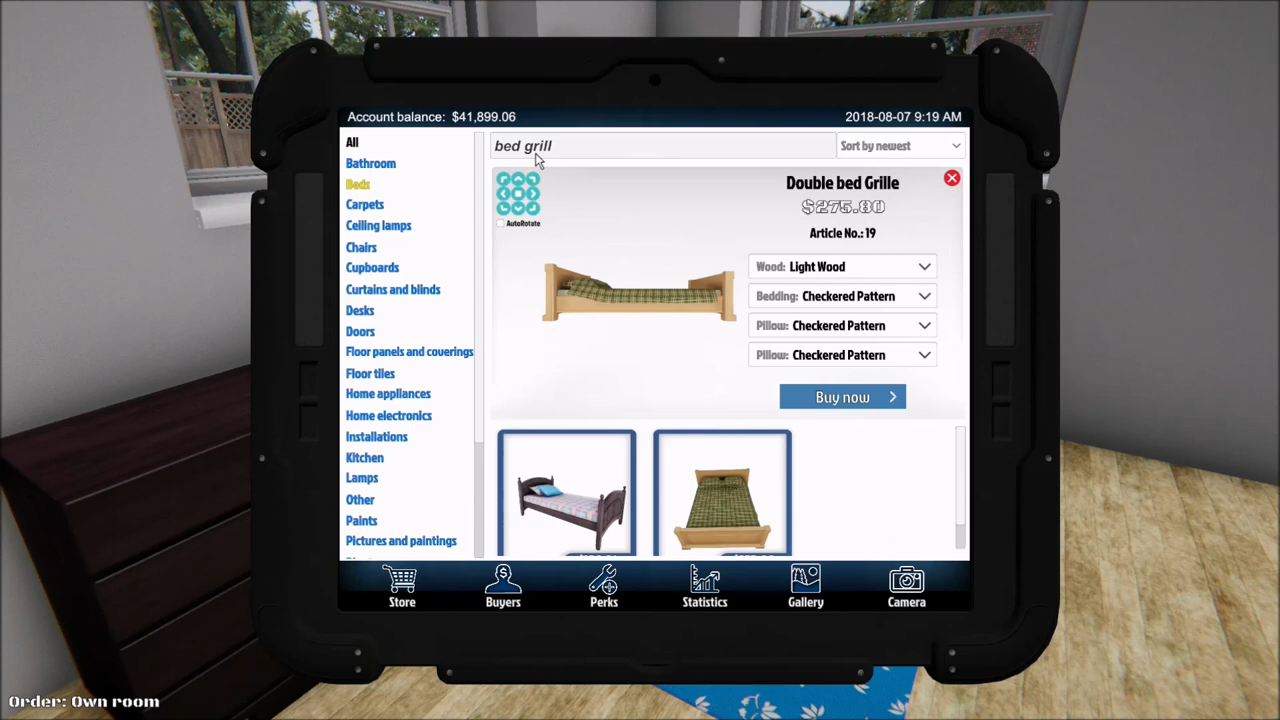 Account balance: $41,899.06
2018-08-07 9:19 AM
All
Bathroom
Beds
Carpets
Ceiling lamps
Chairs
Cupboards
Curtains and blinds
Desks
Doors
Floor panels and coverings
Floor tiles
Home appliances
Home electronics
Installations
Kitchen
Lamps
Other
Paints
Pictures and paintings
bed grill
Sort by newest
AutoRotate
Double bed Grille
$275.80
Article No.: 19
Wood: Light Wood
Bedding: Checkered Pattern
Pillow: Checkered Pattern
Pillow: Checkered Pattern
Buy now
Store
Buyers
Perks
Statistics
Gallery
Camera
Order: Own room